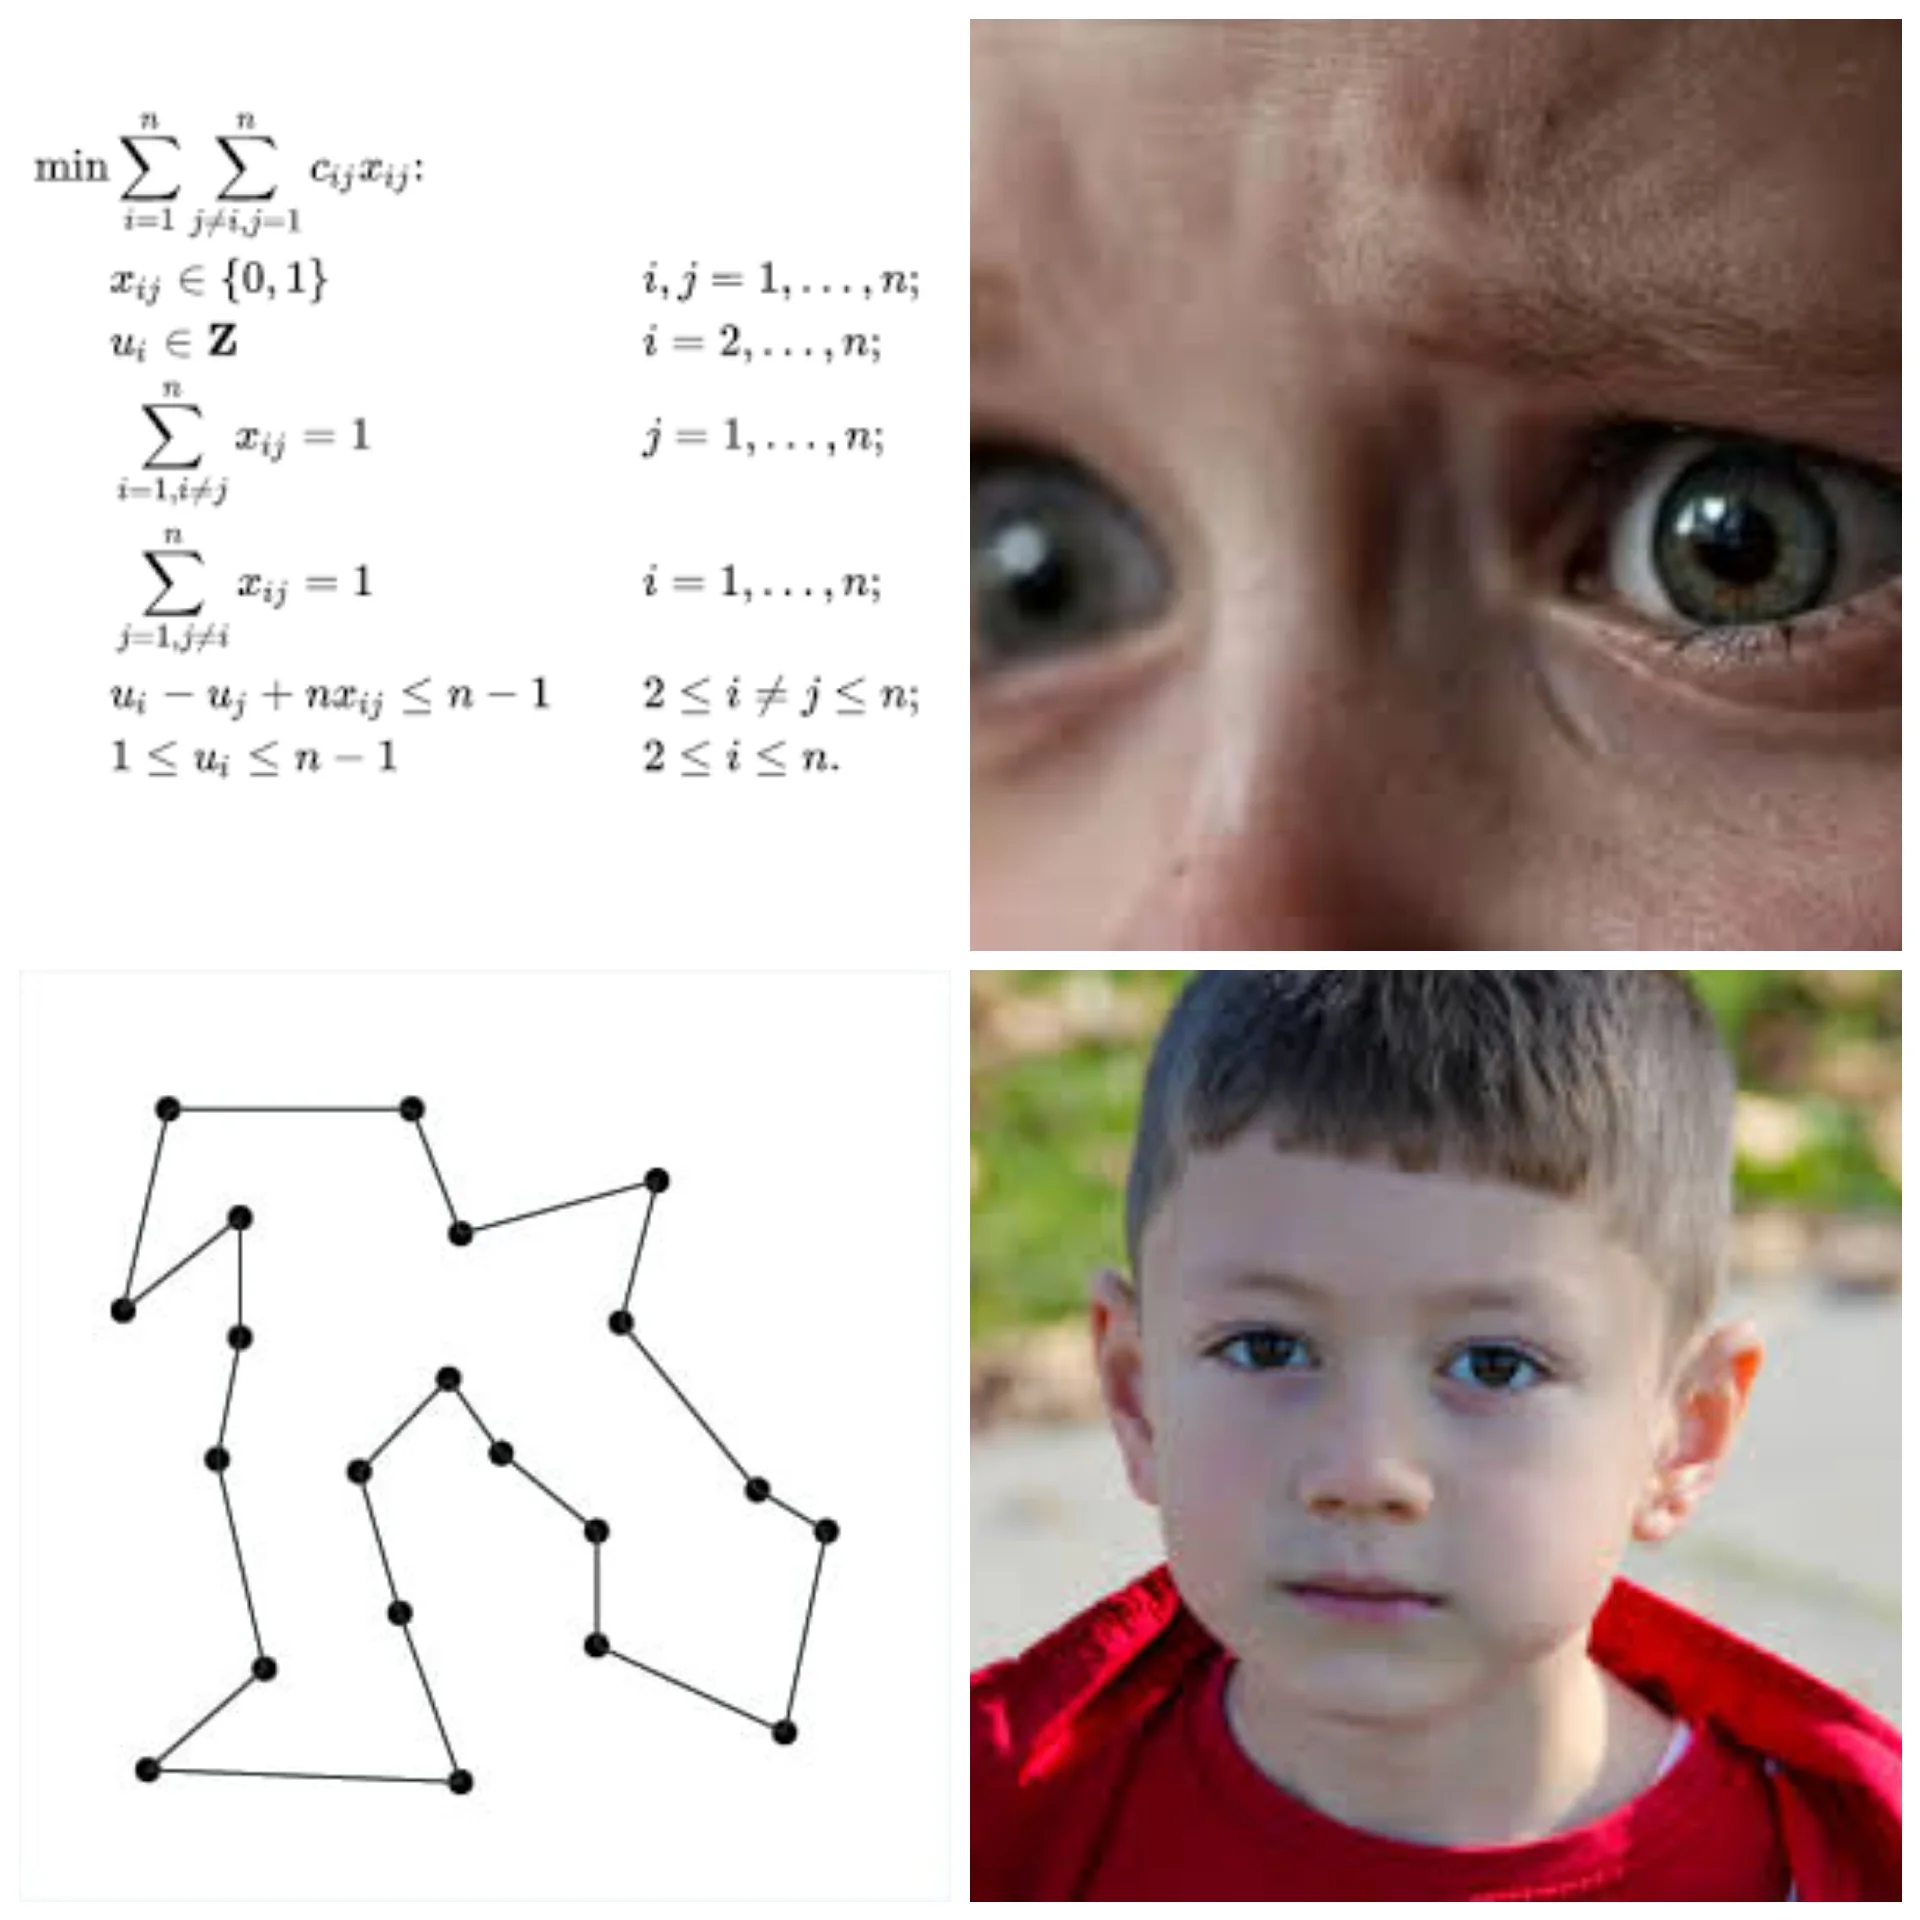 min ∑_{i=1}^{n} ∑_{j≠i,j=1}^{n} c_{ij}x_{ij}:
x_{ij} ∈ {0, 1} i, j = 1, . . . , n;
u_i ∈ **Z** i = 2, . . . , n;
∑_{i=1,i≠j}^{n} x_{ij} = 1 j = 1, . . . , n;
∑_{j=1,j≠i}^{n} x_{ij} = 1 i = 1, . . . , n;
u_i − u_j + nx_{ij} ≤ n − 1 2 ≤ i ≠ j ≤ n;
1 ≤ u_i ≤ n − 1 2 ≤ i ≤ n.